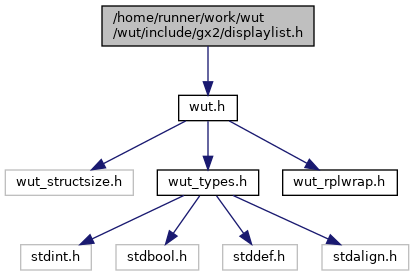 /home/runner/work/wut
/wut/include/gx2/displaylist.h
wut.h
wut_structsize.h
wut_types.h
wut_rplwrap.h
stdint.h
stdbool.h
stddef.h
stdalign.h